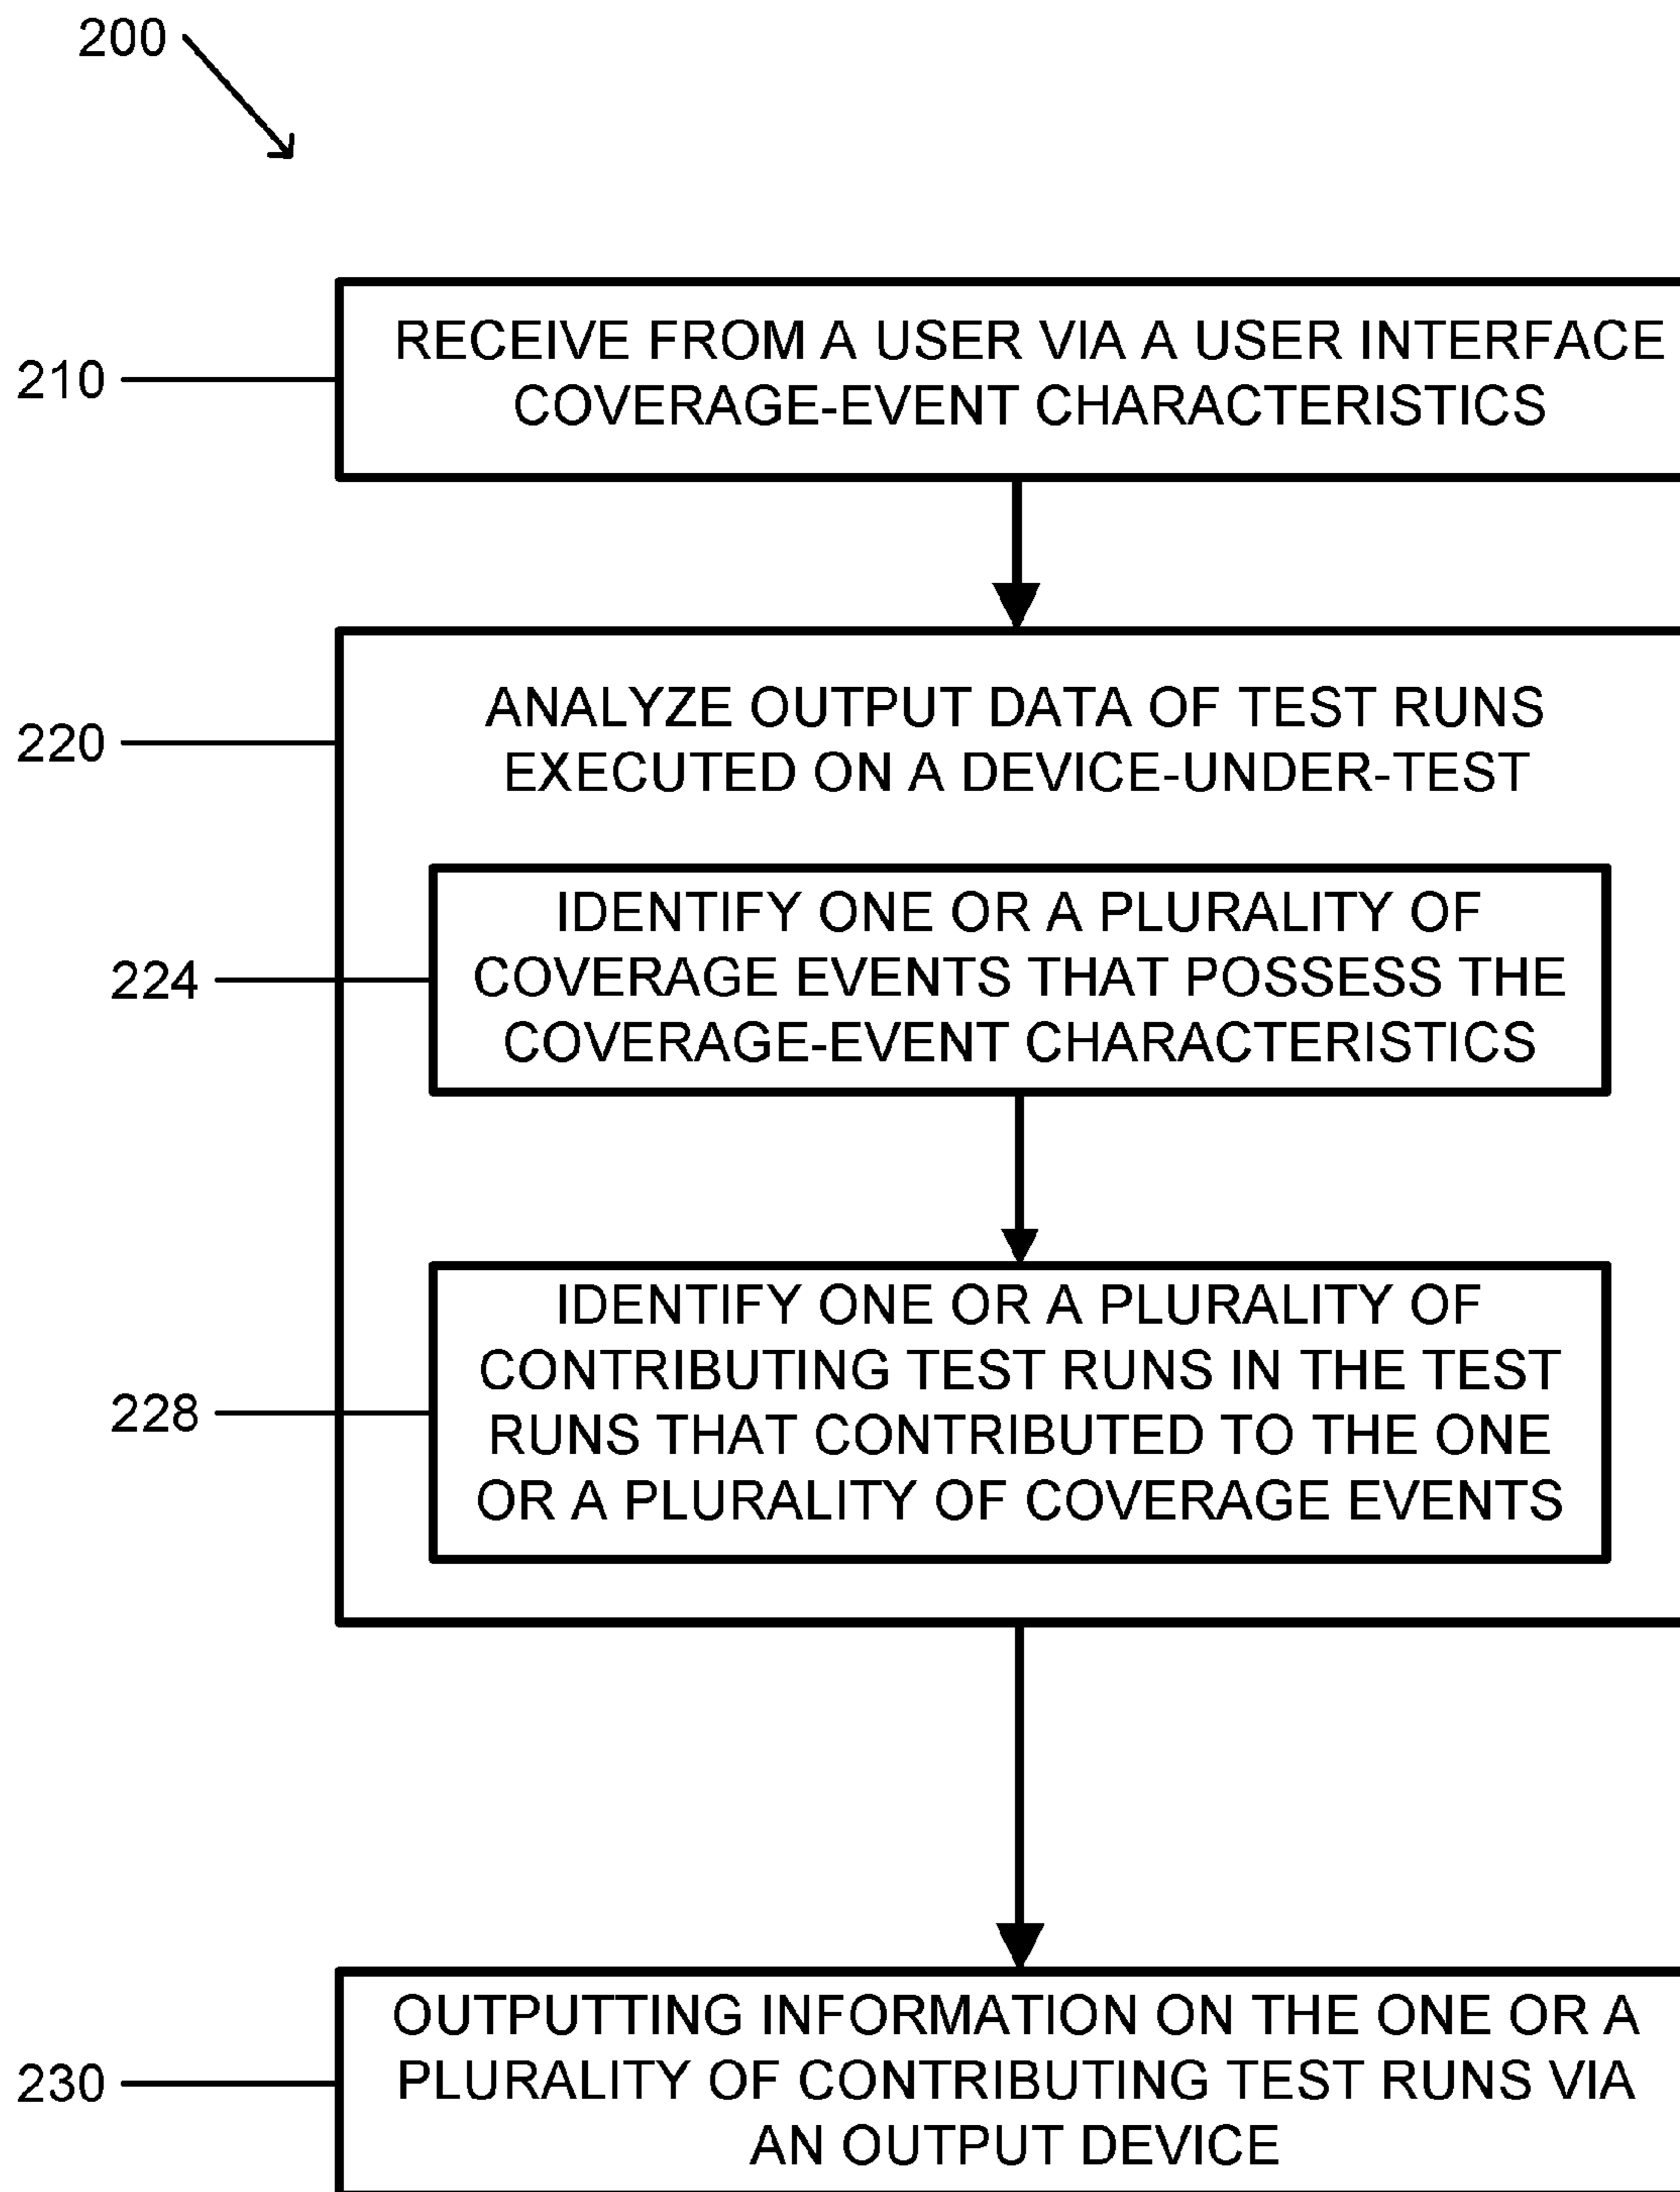 200
210
RECEIVE FROM A USER VIA A USER INTERFACE
COVERAGE-EVENT CHARACTERISTICS
220
ANALYZE OUTPUT DATA OF TEST RUNS
EXECUTED ON A DEVICE-UNDER-TEST
224
IDENTIFY ONE OR A PLURALITY OF
COVERAGE EVENTS THAT POSSESS THE
COVERAGE-EVENT CHARACTERISTICS
228
IDENTIFY ONE OR A PLURALITY OF
CONTRIBUTING TEST RUNS IN THE TEST
RUNS THAT CONTRIBUTED TO THE ONE
OR A PLURALITY OF COVERAGE EVENTS
230
OUTPUTTING INFORMATION ON THE ONE OR A
PLURALITY OF CONTRIBUTING TEST RUNS VIA
AN OUTPUT DEVICE